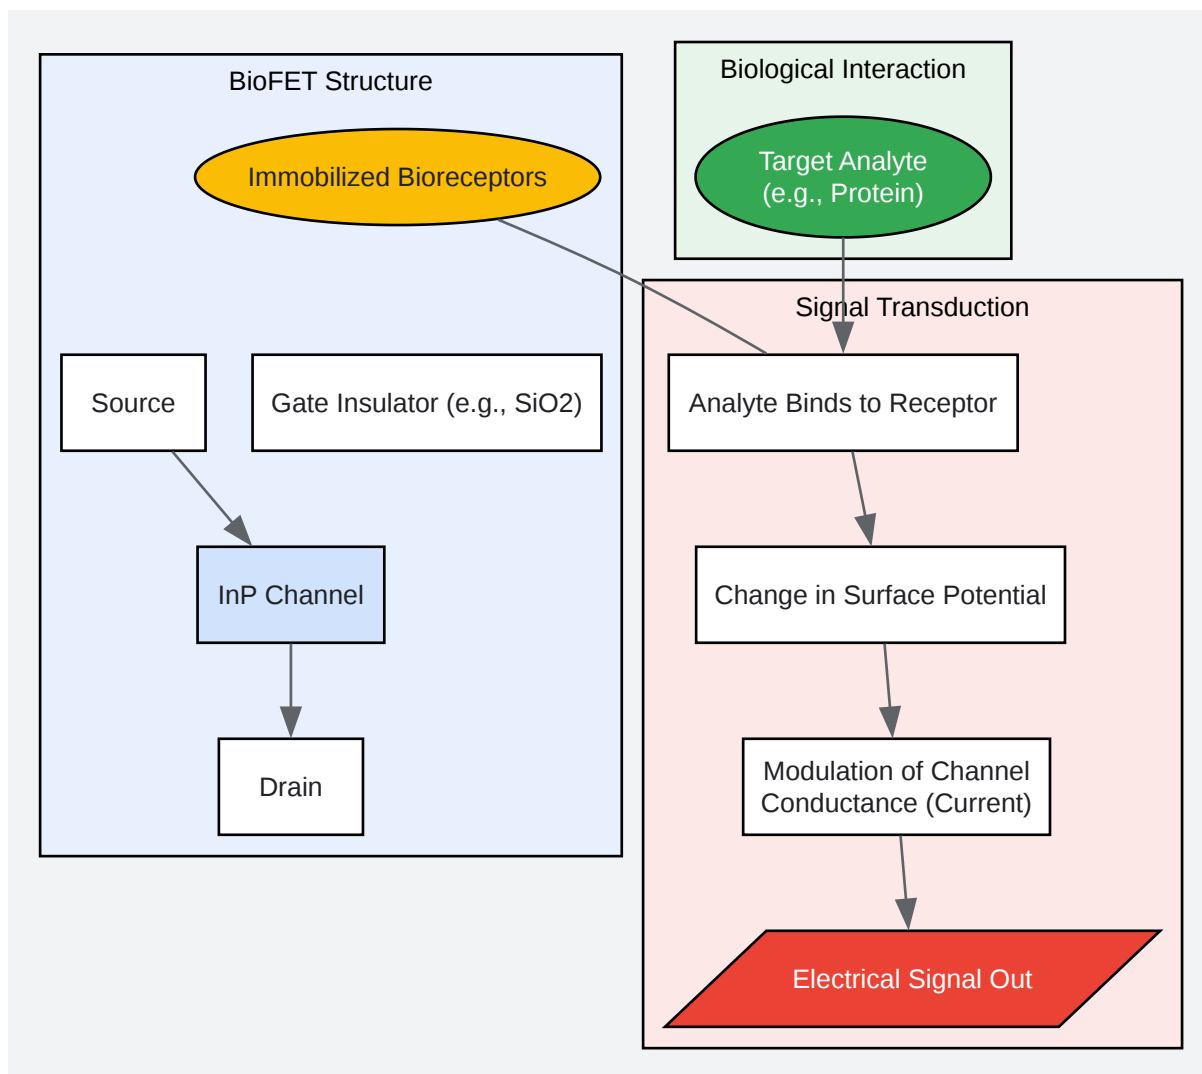 BioFET Structure
Immobilized Bioreceptors
Source
Gate Insulator (e.g., SiO2)
InP Channel
Drain
Biological Interaction
Target Analyte
(e.g., Protein)
Signal Transduction
Analyte Binds to Receptor
Change in Surface Potential
Modulation of Channel
Conductance (Current)
Electrical Signal Out